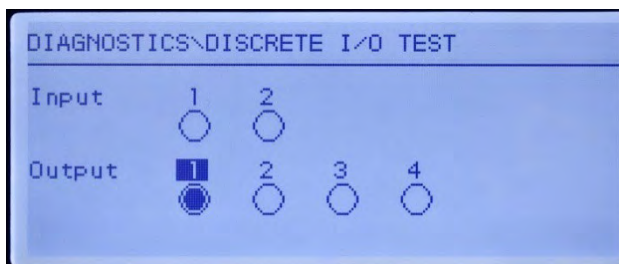 DIAGNOSTICS\DISCRETE I/O TEST
Input 1 2
Output 1 2 3 4